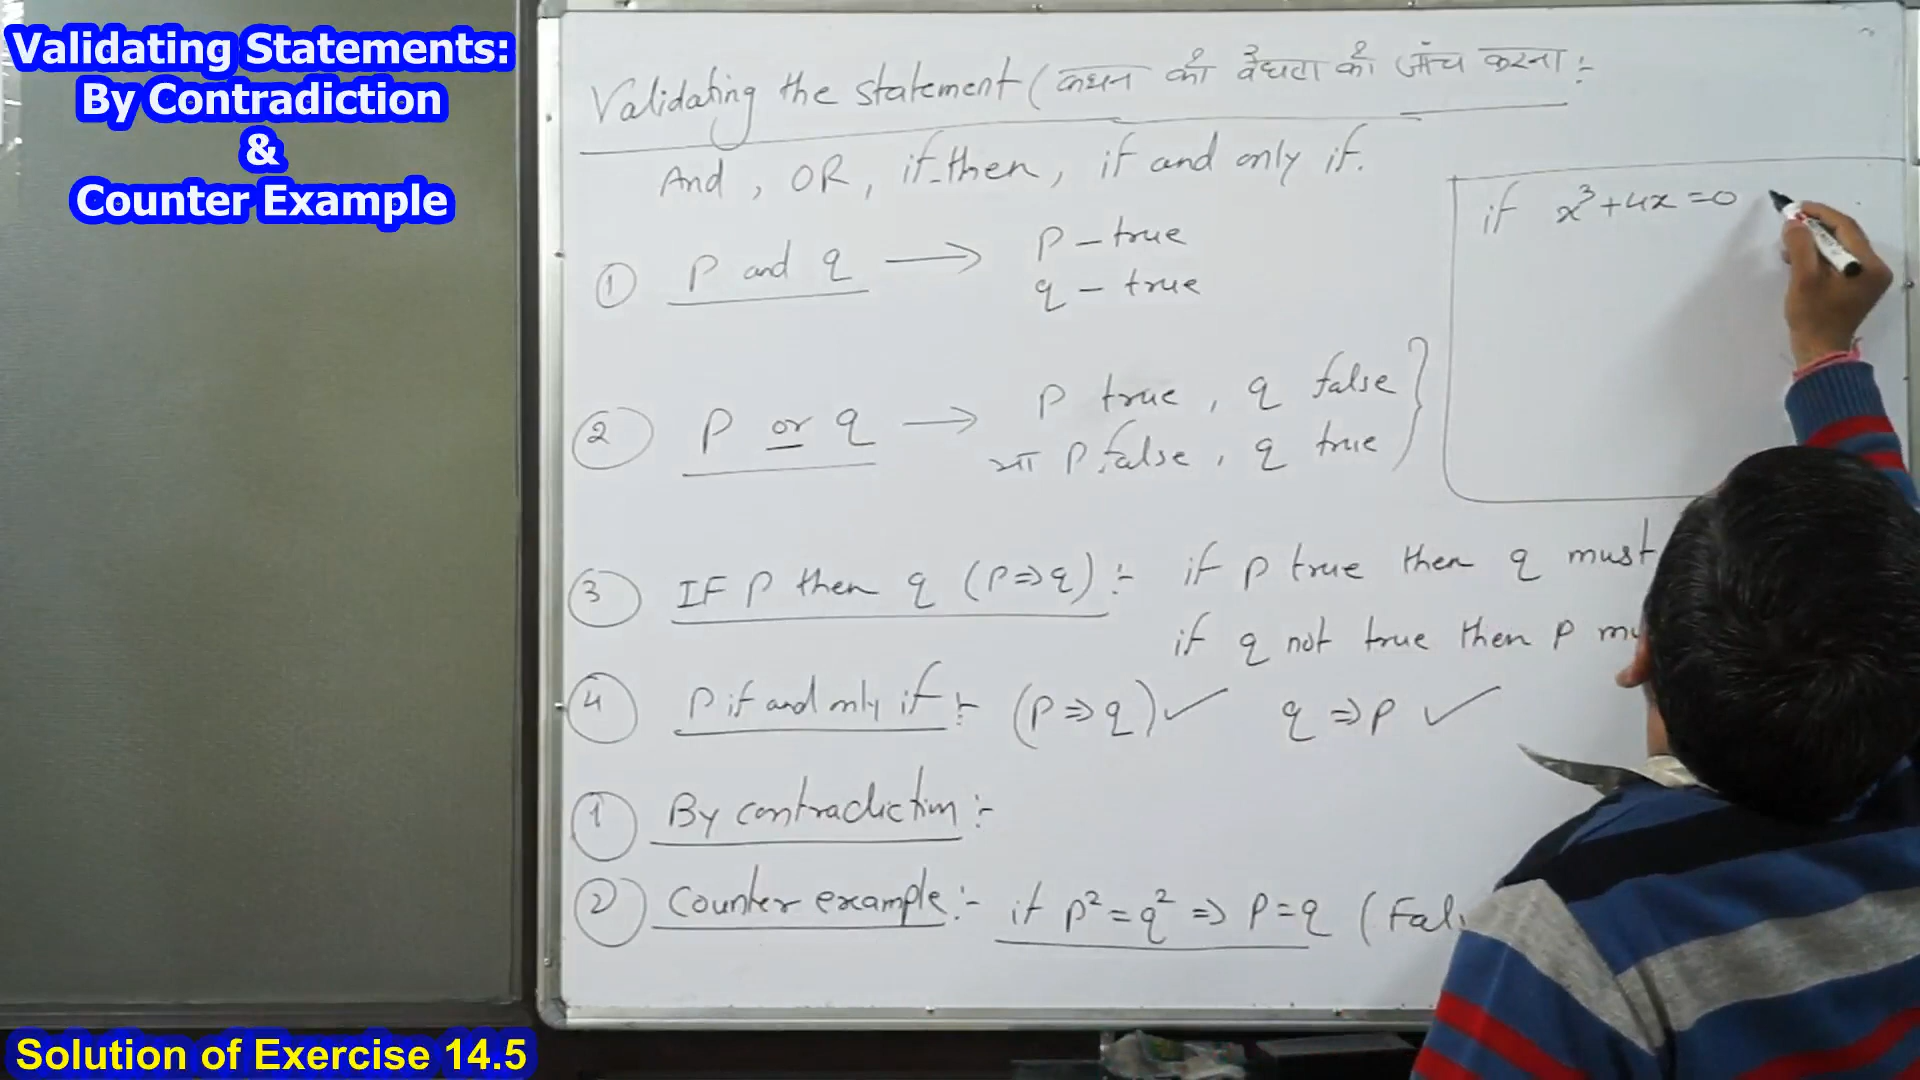 Validating Statements:
By Contradiction
&
Counter Example
Validating the statement ( कथन की वैधता की जाँच करना :-
And , OR , if-then , if and only if.
① P and q → P - true
q - true
② P or q → P true , q false
या P false , q true
③ IF P then q (P⇒q) :- if P true then q must
if q not true then P
④ P if and only if :- (P⇒q) ✓ q ⇒ P ✓
① By contradiction :-
② Counter example :- if p² = q² ⇒ P = q (
if x³+4x=0
Solution of Exercise 14.5